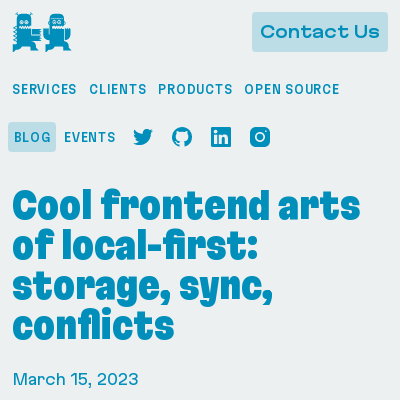 Contact Us
SERVICES CLIENTS PRODUCTS OPEN SOURCE
BLOG EVENTS
Cool frontend arts
of local-first:
storage, sync,
conflicts
March 15, 2023